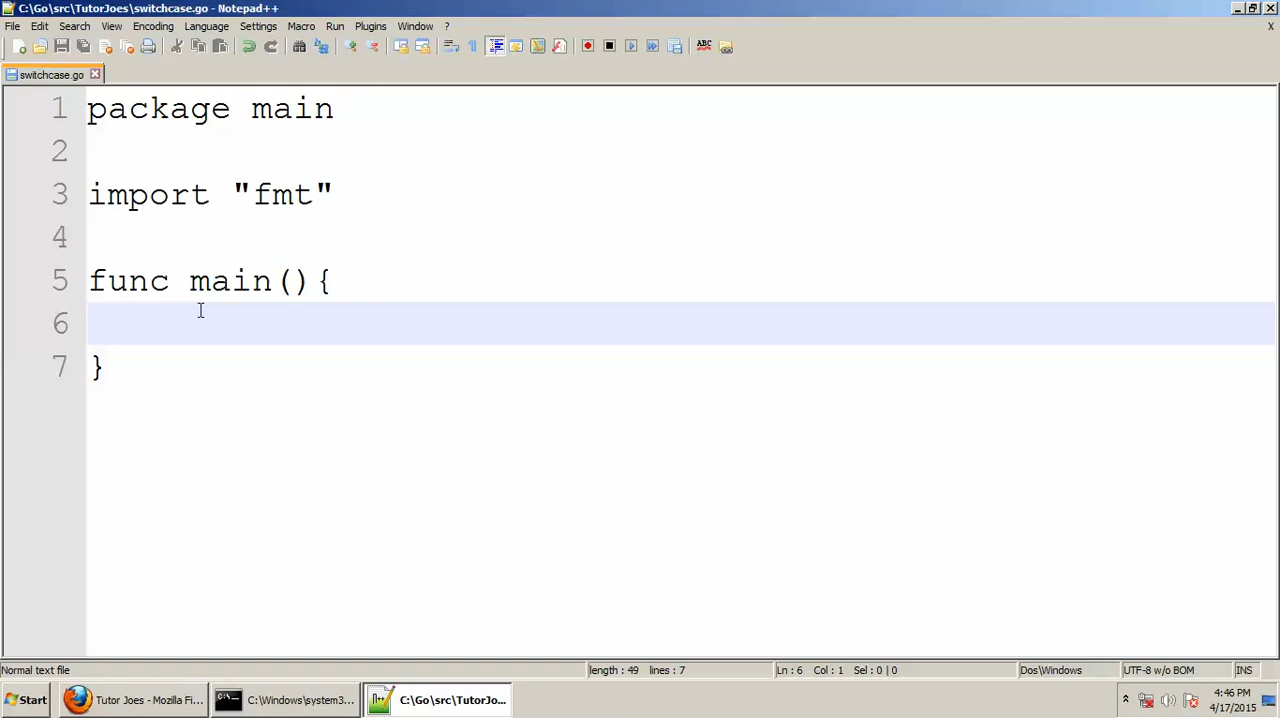 C:\Go\src\TutorJoes\switchcase.go - Notepad++
File Edit Search View Encoding Language Settings Macro Run Plugins Window ? X
switchcase.go
1 package main
2
3 import "fmt"
4
5 func main(){
6
7 }
Normal text file length : 49 lines : 7 Ln : 6 Col : 1 Sel : 0 | 0 Dos\Windows UTF-8 w/o BOM INS
Start Tutor Joes - Mozilla Fi... C:\Windows\system3... C:\Go\src\TutorJo... 4:46 PM
4/17/2015